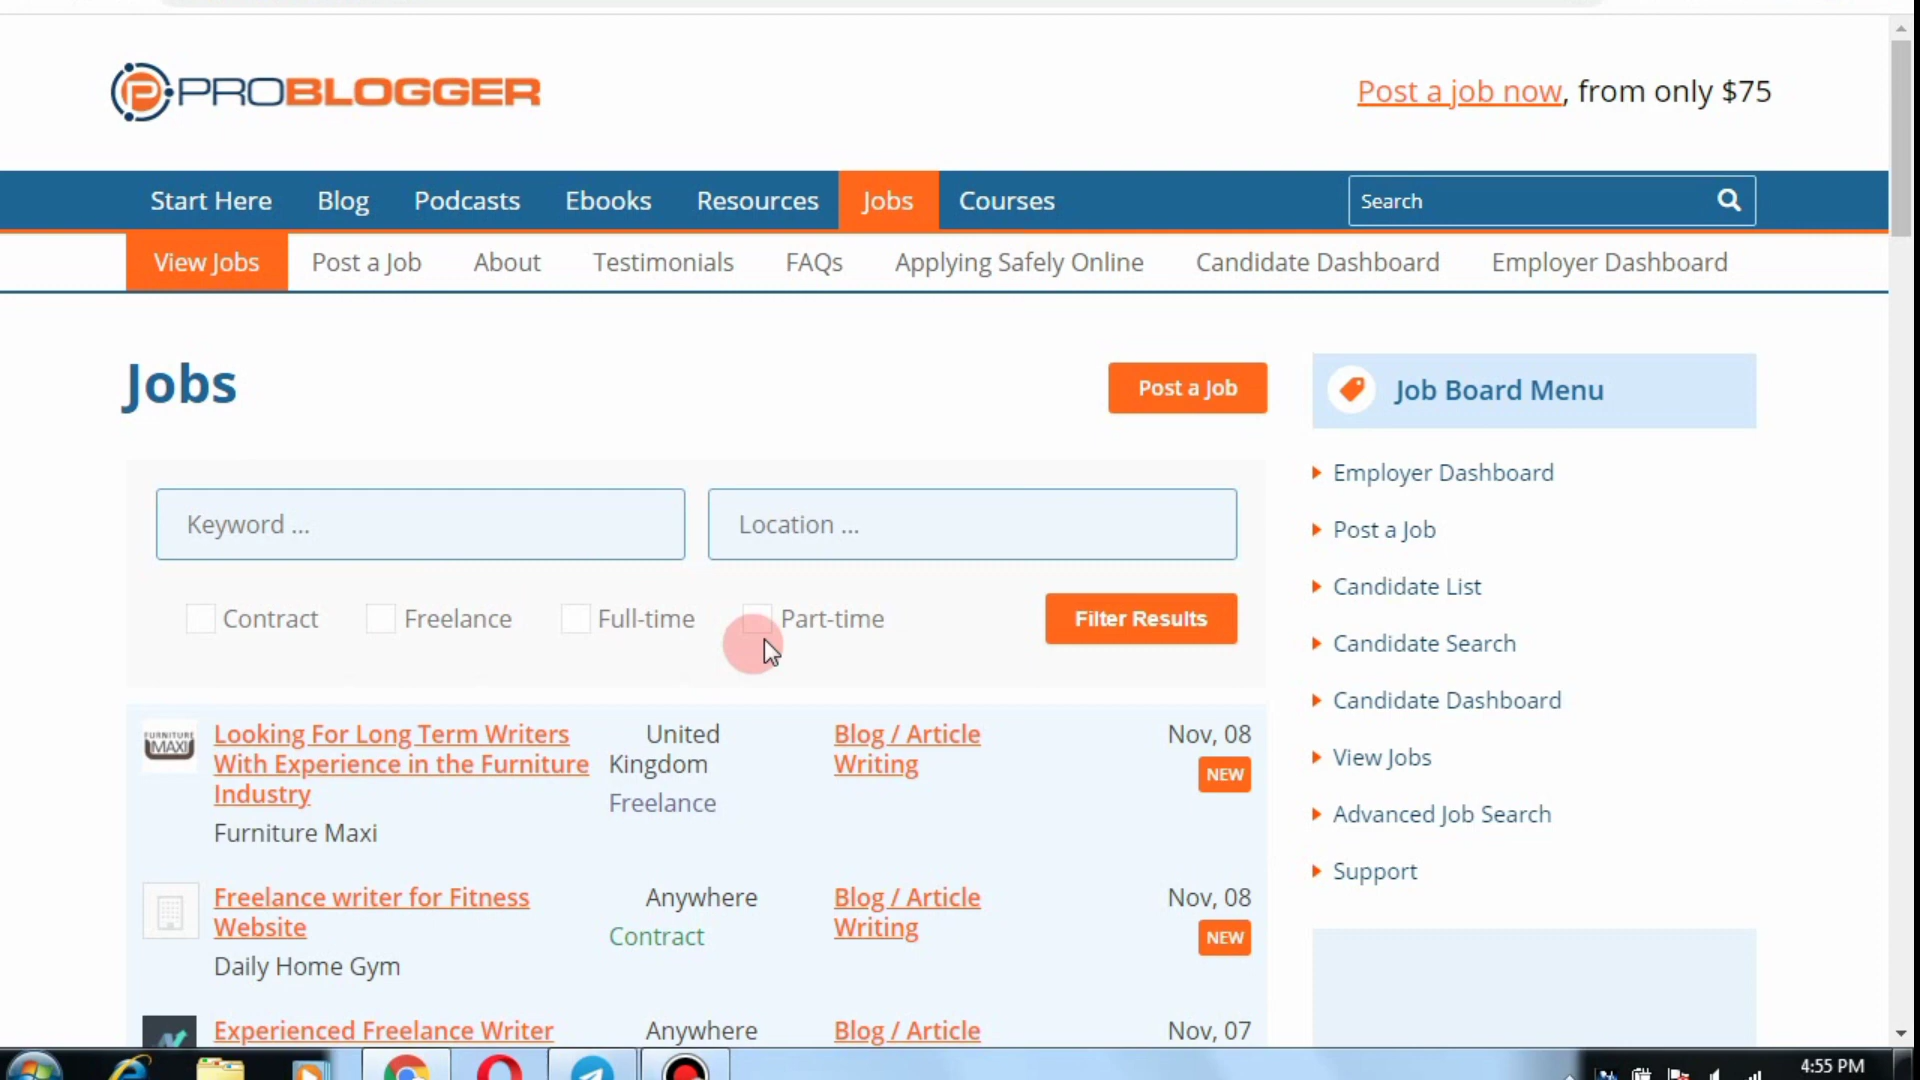 PROBLOGGER
Post a job now, from only $75
Start Here Blog Podcasts Ebooks Resources Jobs Courses Search
View Jobs Post a Job About Testimonials FAQs Applying Safely Online Candidate Dashboard Employer Dashboard
Jobs
Post a Job
Keyword ...
Location ...
Contract Freelance Full-time Part-time
Filter Results
FURNITURE
MAXI
Looking For Long Term Writers
With Experience in the Furniture
Industry
Furniture Maxi
United
Kingdom
Freelance
Blog / Article
Writing
Nov, 08
NEW
Freelance writer for Fitness
Website
Daily Home Gym
Anywhere
Contract
Blog / Article
Writing
Nov, 08
NEW
Experienced Freelance Writer
Anywhere
Blog / Article
Nov, 07
Job Board Menu
Employer Dashboard
Post a Job
Candidate List
Candidate Search
Candidate Dashboard
View Jobs
Advanced Job Search
Support
4:55 PM